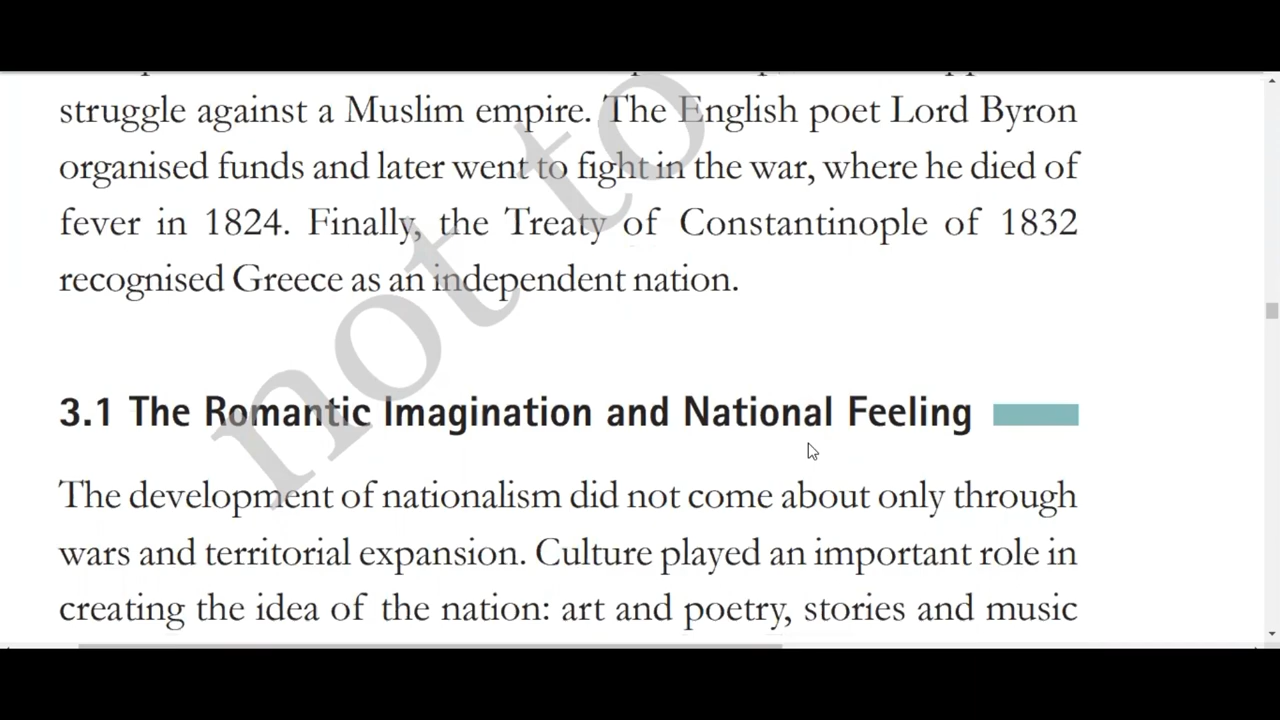 struggle against a Muslim empire. The English poet Lord Byron
organised funds and later went to fight in the war, where he died of
fever in 1824. Finally, the Treaty of Constantinople of 1832
recognised Greece as an independent nation.
3.1 The Romantic Imagination and National Feeling
The development of nationalism did not come about only through
wars and territorial expansion. Culture played an important role in
creating the idea of the nation: art and poetry, stories and music
not to